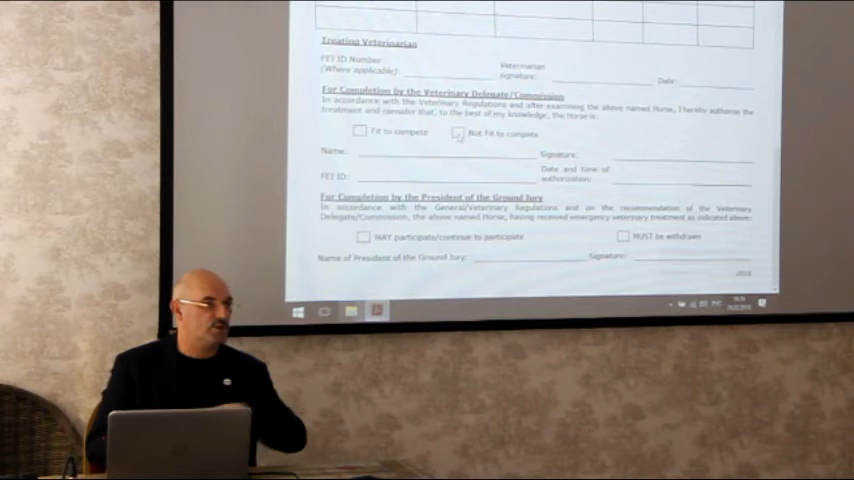 Treating Veterinarian
FEI ID Number
(Where applicable):
Veterinarian
signature:
Date:
For Completion by the Veterinary Delegate/Commission
In accordance with the Veterinary Regulations and after examining the above named Horse, I hereby authorise the
treatment and consider that, to the best of my knowledge, the Horse is:
Fit to compete
Not Fit to compete
Name:
Signature:
FEI ID:
Date and time of
authorization:
For Completion by the President of the Ground Jury
In accordance with the General/Veterinary Regulations and on the recommendation of the Veterinary
Delegate/Commission, the above named Horse, having received emergency veterinary treatment as indicated above:
MAY participate/continue to participate
MUST be withdrawn
Name of President of the Ground Jury:
Signature: